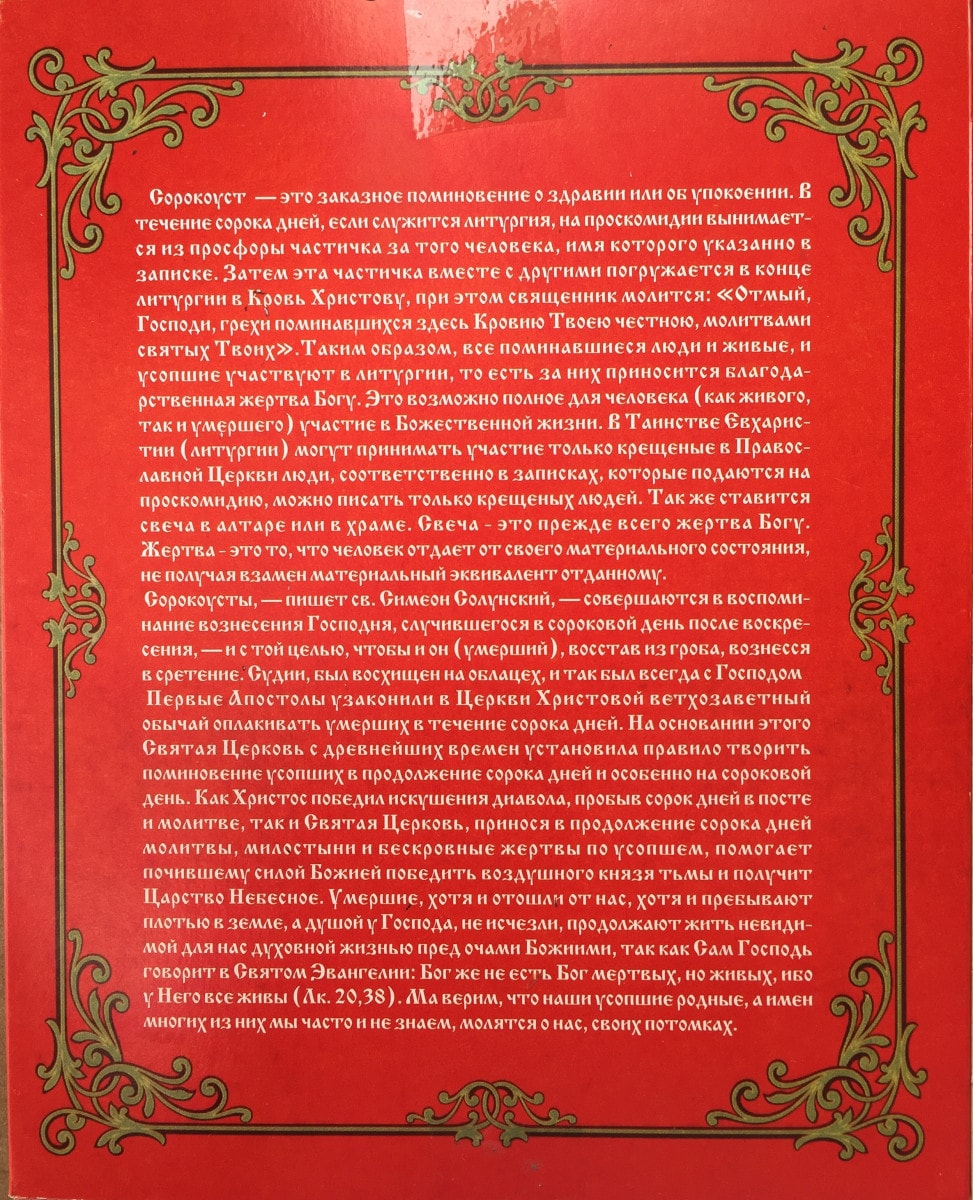 Сорокоуст — это заказное поминовение о здравии или об упокоении. В
течение сорока дней, если служится литургия, на проскомидии вынимает-
ся из просфоры частичка за того человека, имя которого указанно в
записке. Затем эта частичка вместе с другими погружается в конце
литургии в Кровь Христову, при этом священник молится: «Отмый,
Господи, грехи поминавшихся здесь Кровию Твоею честною, молитвами
святых Твоих».Таким образом, все поминавшиеся люди и живые, и
усопшие участвуют в литургии, то есть за них приносится благода-
рственная жертва Богу. Это возможно полное для человека (как живого,
так и умершего) участие в Божественной жизни. В Таинстве Евхарис-
тии (литургии) могут принимать участие только крещеные в Правос-
лавной Церкви люди, соответственно в записках, которые подаются на
проскомидию, можно писать только крещеных людей. Так же ставится
свеча в алтаре или в храме. Свеча - это прежде всего жертва Богу.
Жертва - это то, что человек отдает от своего материального состояния,
не получая взамен материальный эквивалент отданному.
Сорокоусты, — пишет св. Симеон Солунский, — совершаются в воспоми-
нание вознесения Господня, случившегося в сороковой день после воскре-
сения, — и с той целью, чтобы и он (умерший), восстав из гроба, вознесся
в сретение. Судии, был восхищен на облацех, и так был всегда с Господом
Первые Апостолы узаконили в Церкви Христовой ветхозаветный
обычай оплакивать умерших в течение сорока дней. На основании этого
Святая Церковь с древнейших времен установила правило творить
поминовение усопших в продолжение сорока дней и особенно на сороковой
день. Как Христос победил искушения диавола, пробыв сорок дней в посте
и молитве, так и Святая Церковь, принося в продолжение сорока дней
молитвы, милостыни и бескровные жертвы по усопшем, помогает
почившему силой Божией победить воздушного князя тьмы и получит
Царство Небесное. Умершие, хотя и отошли от нас, хотя и пребывают
плотью в земле, а душой у Господа, не исчезли, продолжают жить невиди-
мой для нас духовной жизнью пред очами Божиими, так как Сам Господь
говорит в Святом Эвангелии: Бог же не есть Бог мертвых, но живых, ибо
у Него все живы (Лк. 20,38). Ма верим, что наши усопшие родные, а имен
многих из них мы часто и не знаем, молятся о нас, своих потомках.